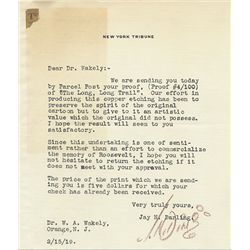 NEW YORK TRIBUNE
Dear Dr. Wakely:-
We are sending you today
by Parcel Post your proof, (Proof #4/100)
of "The Long, Long Trail". Our effort in
producing this copper etching has been to
preserve the spirit of the original
cartoon but to give to it an artistic
value which the original did not possess.
I hope the result will seem to you
satisfactory.
Since this undertaking is one of senti-
ment rather than an effort to commercialize
the memory of Roosevelt, I hope you will
not hesitate to return the etching if it
does not meet with your approval.
The price of the print which we are sending
you is five dollars for which your
check has already been received.
Very truly yours,
Jay N. Darling.
Dr. W. A. Wakely,
Orange, N. J.
2/15/19.